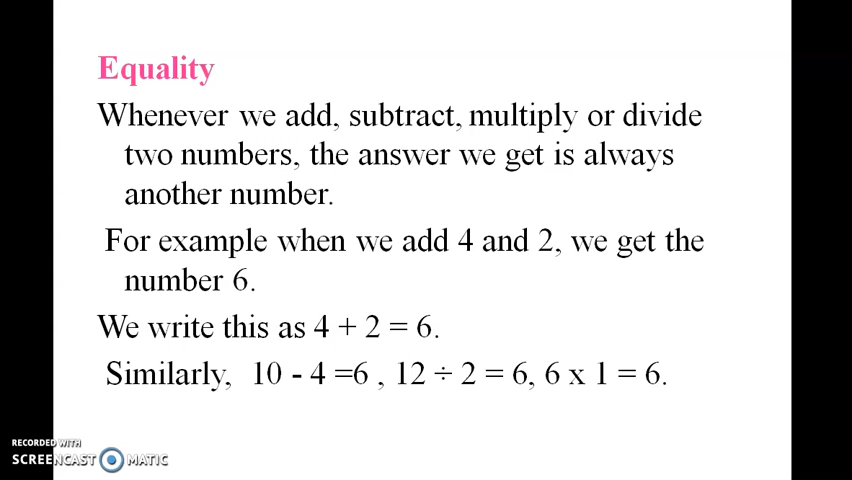 Equality
Whenever we add, subtract, multiply or divide
two numbers, the answer we get is always
another number.
For example when we add 4 and 2, we get the
number 6.
We write this as 4 + 2 = 6.
Similarly, 10 - 4 =6 , 12 ÷ 2 = 6, 6 x 1 = 6.
RECORDED WITH
SCREENCAST MATIC